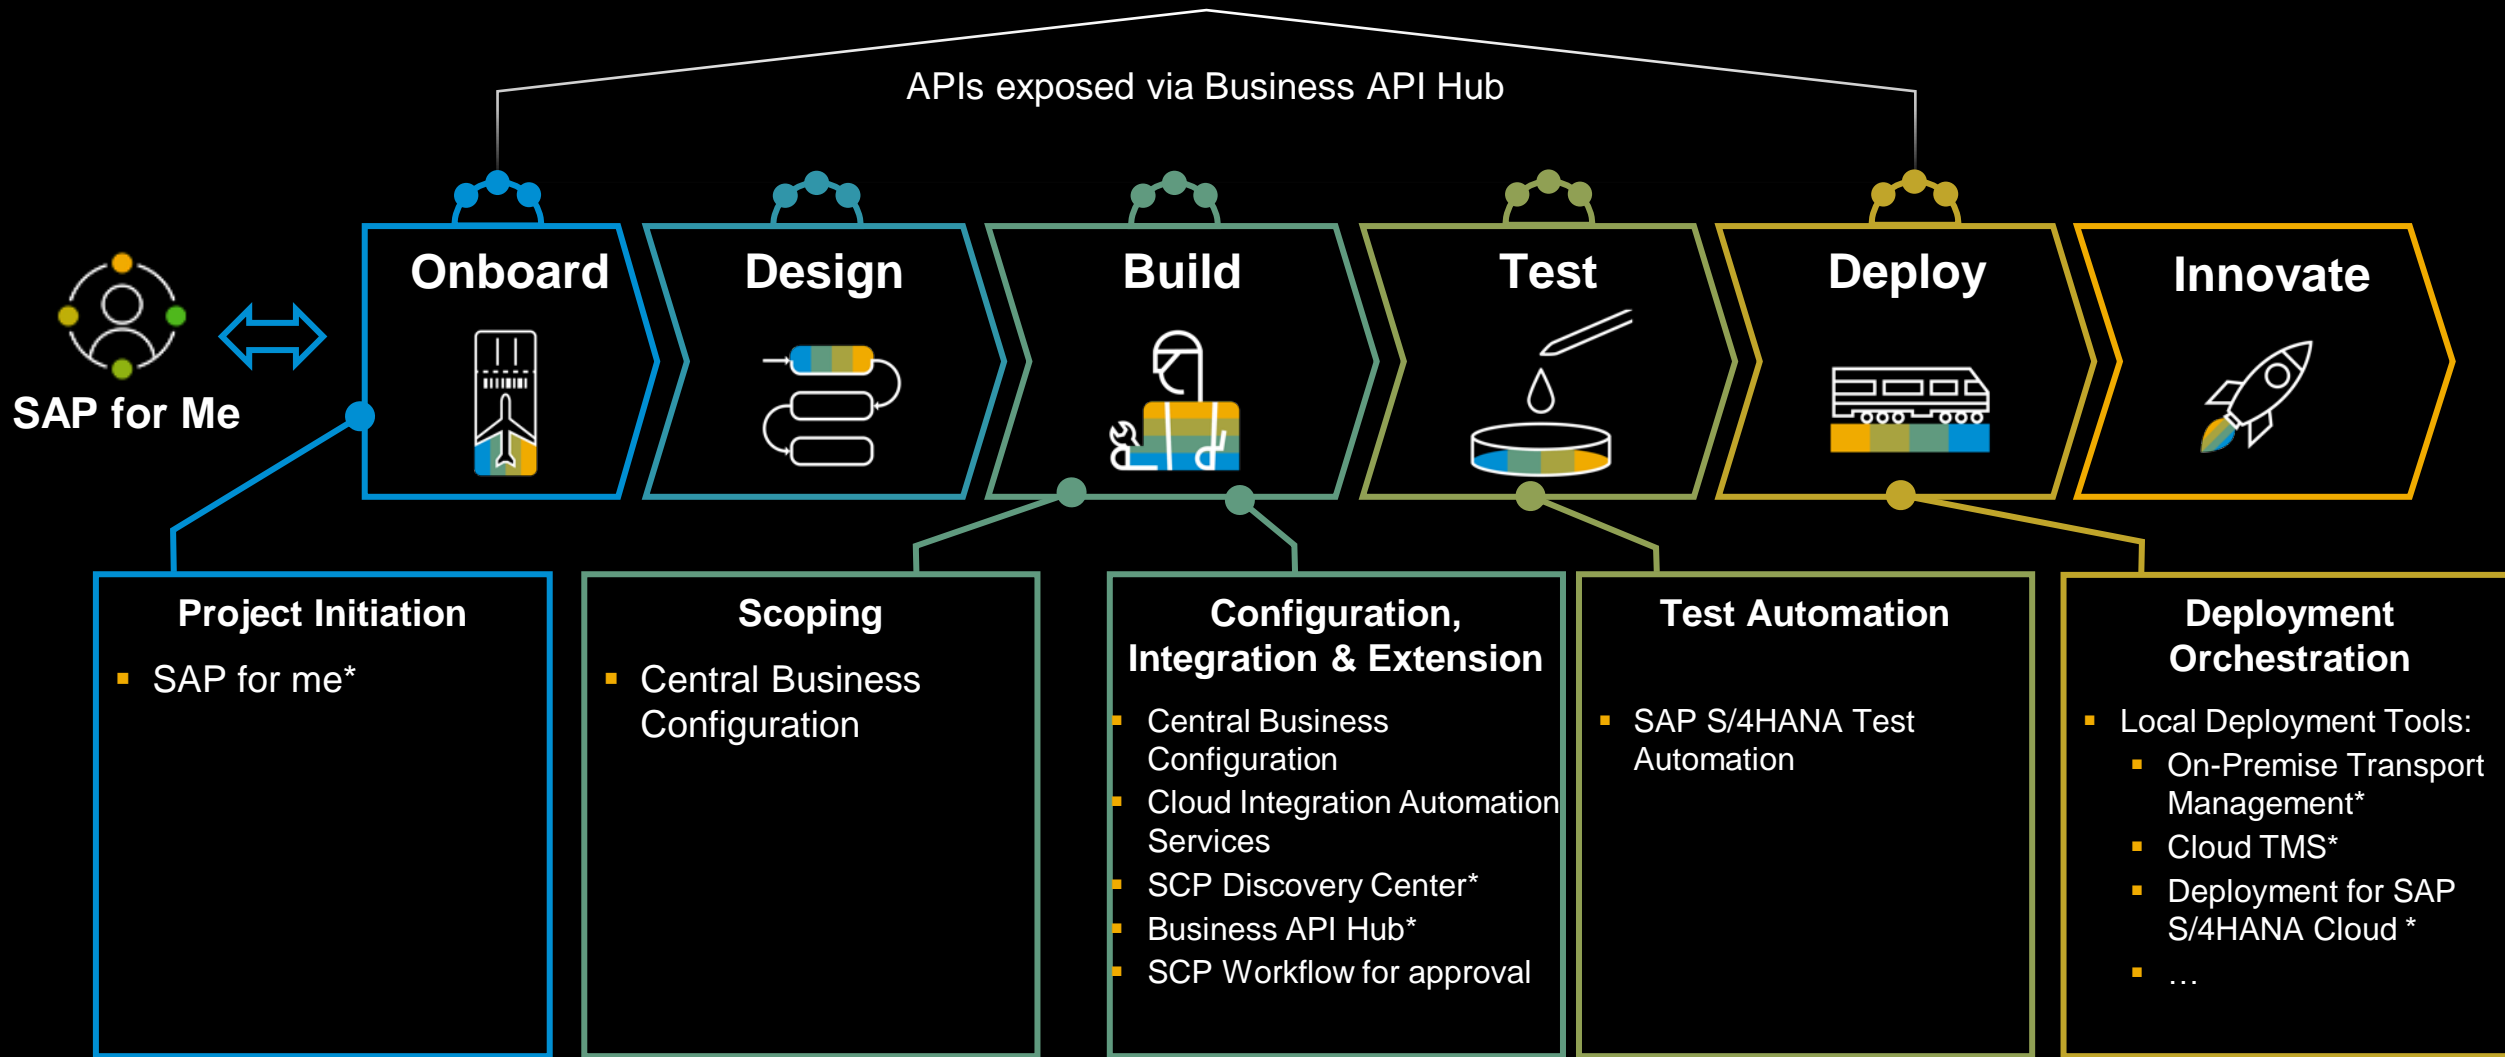 APIs exposed via Business API Hub
Onboard
Design
Build
Test
Deploy
Innovate
SAP for Me
Project Initiation
▪ SAP for me*
Scoping
▪ Central Business
Configuration
Configuration,
Integration & Extension
▪ Central Business
Configuration
▪ Cloud Integration Automation
Services
▪ SCP Discovery Center*
▪ Business API Hub*
▪ SCP Workflow for approval
Test Automation
▪ SAP S/4HANA Test
Automation
Deployment
Orchestration
▪ Local Deployment Tools:
▪ On-Premise Transport
Management*
▪ Cloud TMS*
▪ Deployment for SAP
S/4HANA Cloud *
▪ …